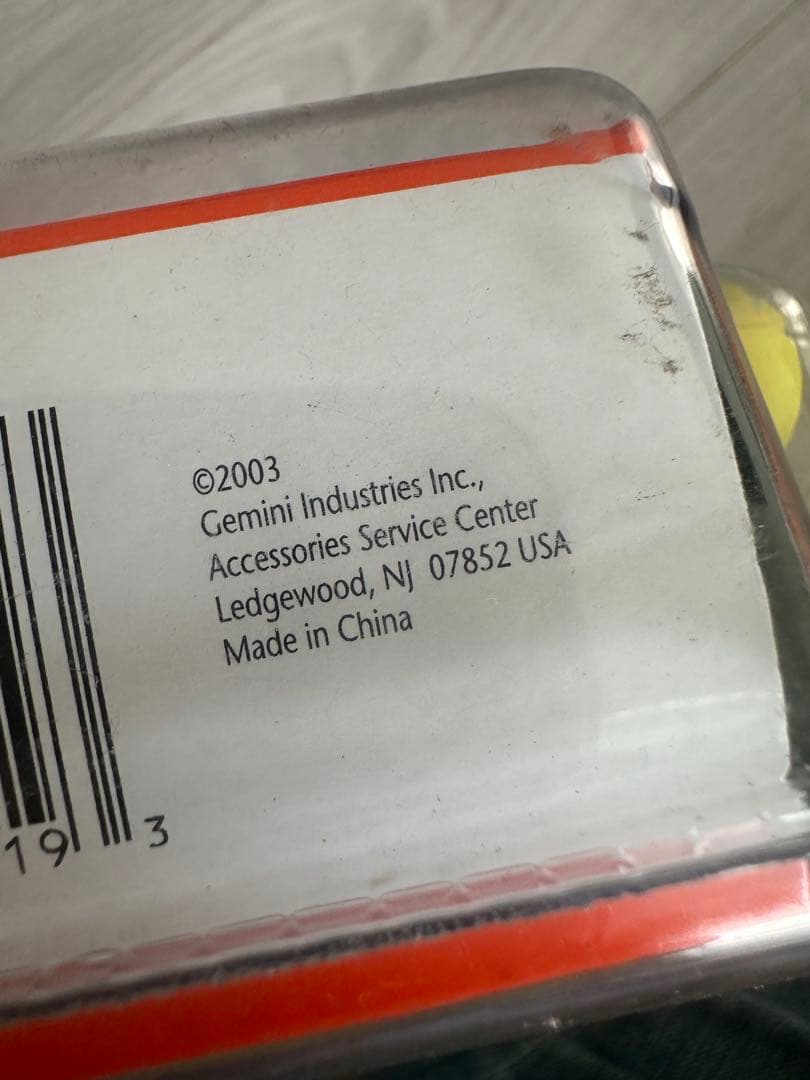 ©2003
Gemini Industries Inc.,
Accessories Service Center
Ledgewood, NJ 07852 USA
Made in China
19 3